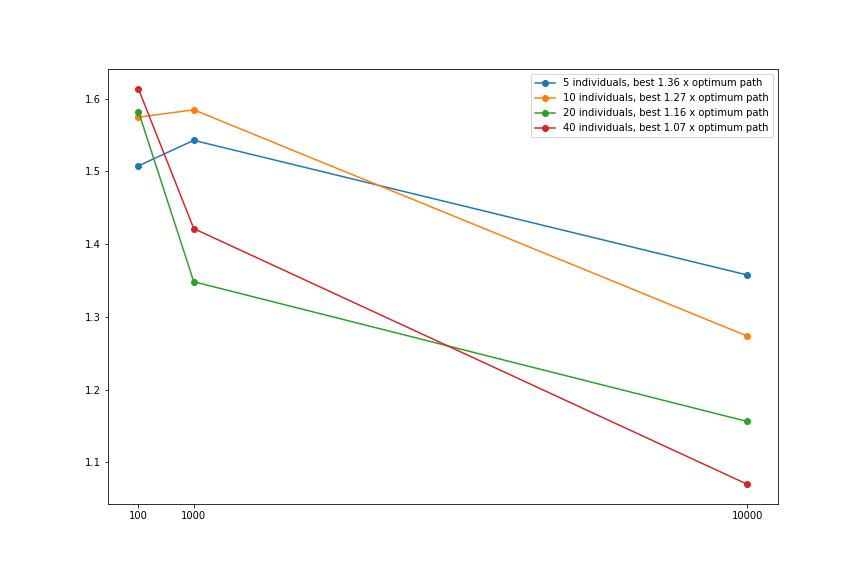 5 individuals, best 1.36 x optimum path
10 individuals, best 1.27 x optimum path
20 individuals, best 1.16 x optimum path
40 individuals, best 1.07 x optimum path
1.6
1.5
1.4
1.3
1.2
1.1
100 1000 10000